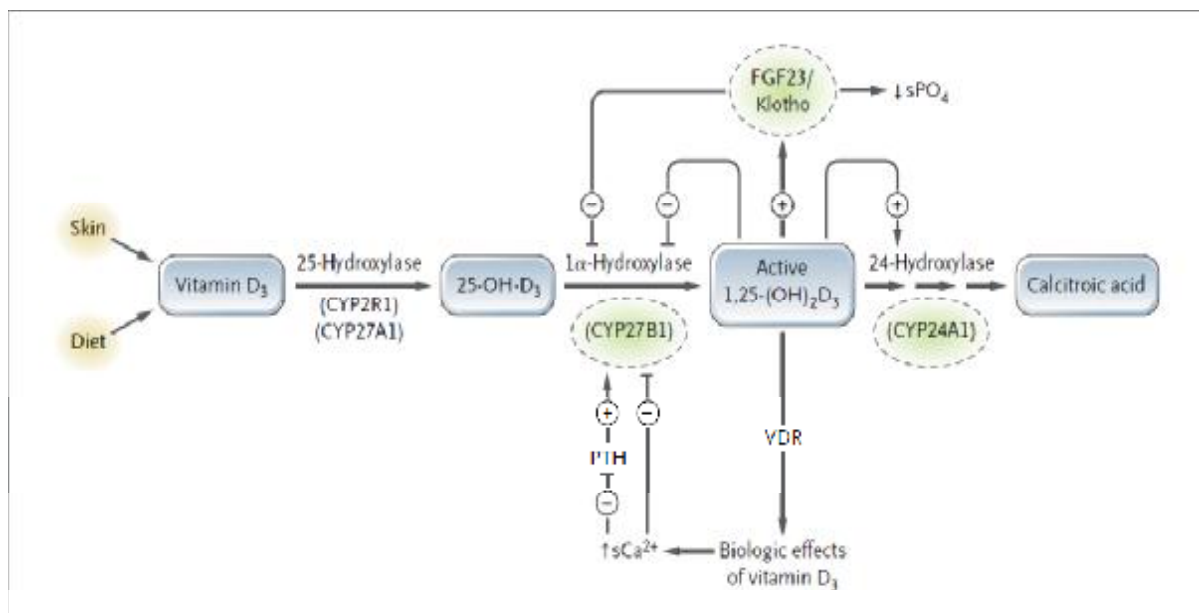 FGF23/
Klotho
↓sPO₄
−
−
+
+
Skin
Diet
Vitamin D₃
25-Hydroxylase
(CYP2R1)
(CYP27A1)
25-OH-D₃
1α-Hydroxylase
(CYP27B1)
Active
1,25-(OH)₂D₃
24-Hydroxylase
(CYP24A1)
Calcitroic acid
+
−
PTH
−
VDR
↑sCa²⁺
Biologic effects
of vitamin D₃